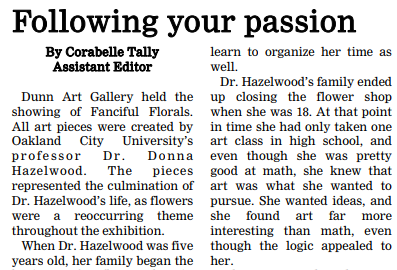 Following your passion
By Corabelle Tally
Assistant Editor
Dunn Art Gallery held the
showing of Fanciful Florals.
All art pieces were created by
Oakland City University's
professor Dr. Donna
Hazelwood. The pieces
represented the culmination of
Dr. Hazelwood's life, as flowers
were a reoccurring theme
throughout the exhibition.
When Dr. Hazelwood was five
years old, her family began the
learn to organize her time as
well.
Dr. Hazelwood's family ended
up closing the flower shop
when she was 18. At that point
in time she had only taken one
art class in high school, and
even though she was pretty
good at math, she knew that
art was what she wanted to
pursue. She wanted ideas, and
she found art far more
interesting than math, even
though the logic appealed to
her.